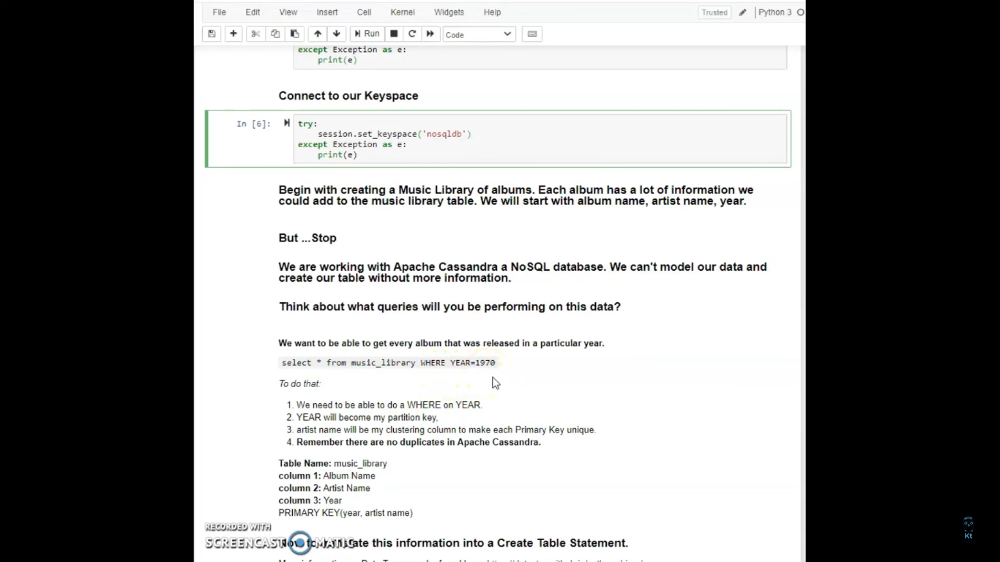 File Edit View Insert Cell Kernel Widgets Help Trusted Python 3
Run Code
except Exception as e:
print(e)
Connect to our Keyspace
In [6]: try:
session.set_keyspace('nosqldb')
except Exception as e:
print(e)
Begin with creating a Music Library of albums. Each album has a lot of information we
could add to the music library table. We will start with album name, artist name, year.
But ...Stop
We are working with Apache Cassandra a NoSQL database. We can't model our data and
create our table without more information.
Think about what queries will you be performing on this data?
We want to be able to get every album that was released in a particular year.
select * from music_library WHERE YEAR=1970
To do that:
1. We need to be able to do a WHERE on YEAR.
2. YEAR will become my partition key,
3. artist name will be my clustering column to make each Primary Key unique.
4. Remember there are no duplicates in Apache Cassandra.
Table Name: music_library
column 1: Album Name
column 2: Artist Name
column 3: Year
PRIMARY KEY(year, artist name)
RECORDED WITH
SCREENCAST MATIC
this information into a Create Table Statement.
Kt